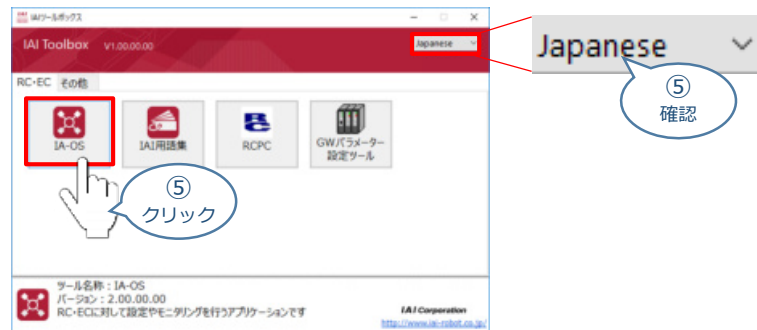 IAIツールボックス
IAI Toolbox V1.00.00.00
Japanese
Japanese
⑤
確認
RC・EC その他
IA-OS
IAI用語集
RCPC
GWパラメーター
設定ツール
⑤
クリック
ツール名称：IA-OS
バージョン：2.00.00.00
RC・ECに対して設定やモニタリングを行うアプリケーションです
IAI Corporation
http://www.iai-robot.co.jp/